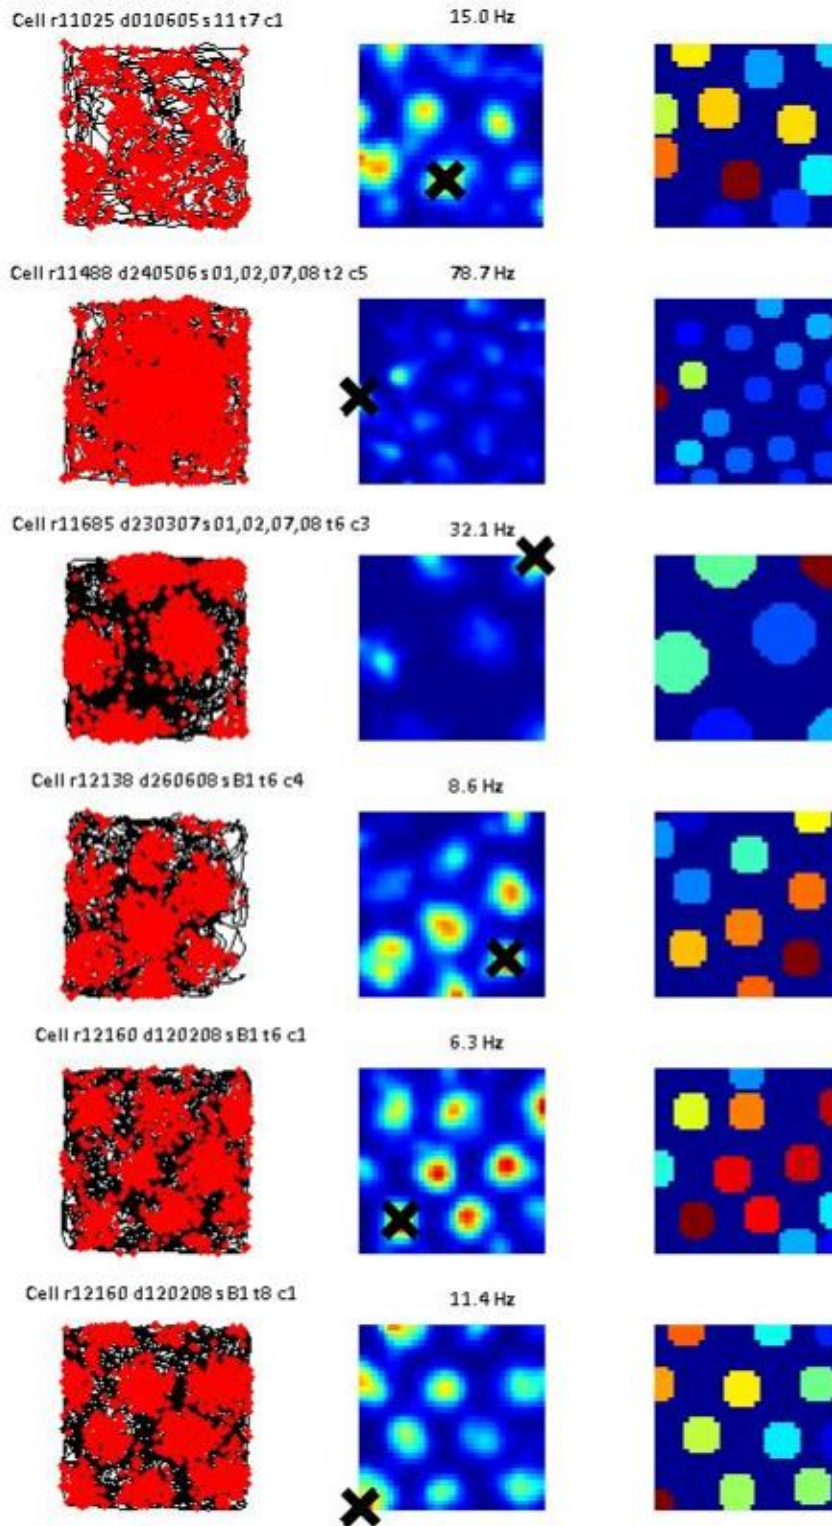 Cell r11025 d010605 s11 t7 c1 15.0 Hz
Cell r11488 d240506 s01,02,07,08 t2 c5 78.7 Hz
Cell r11685 d230307 s01,02,07,08 t6 c3 32.1 Hz
Cell r12138 d260608 sB1 t6 c4 8.6 Hz
Cell r12160 d120208 sB1 t6 c1 6.3 Hz
Cell r12160 d120208 sB1 t8 c1 11.4 Hz